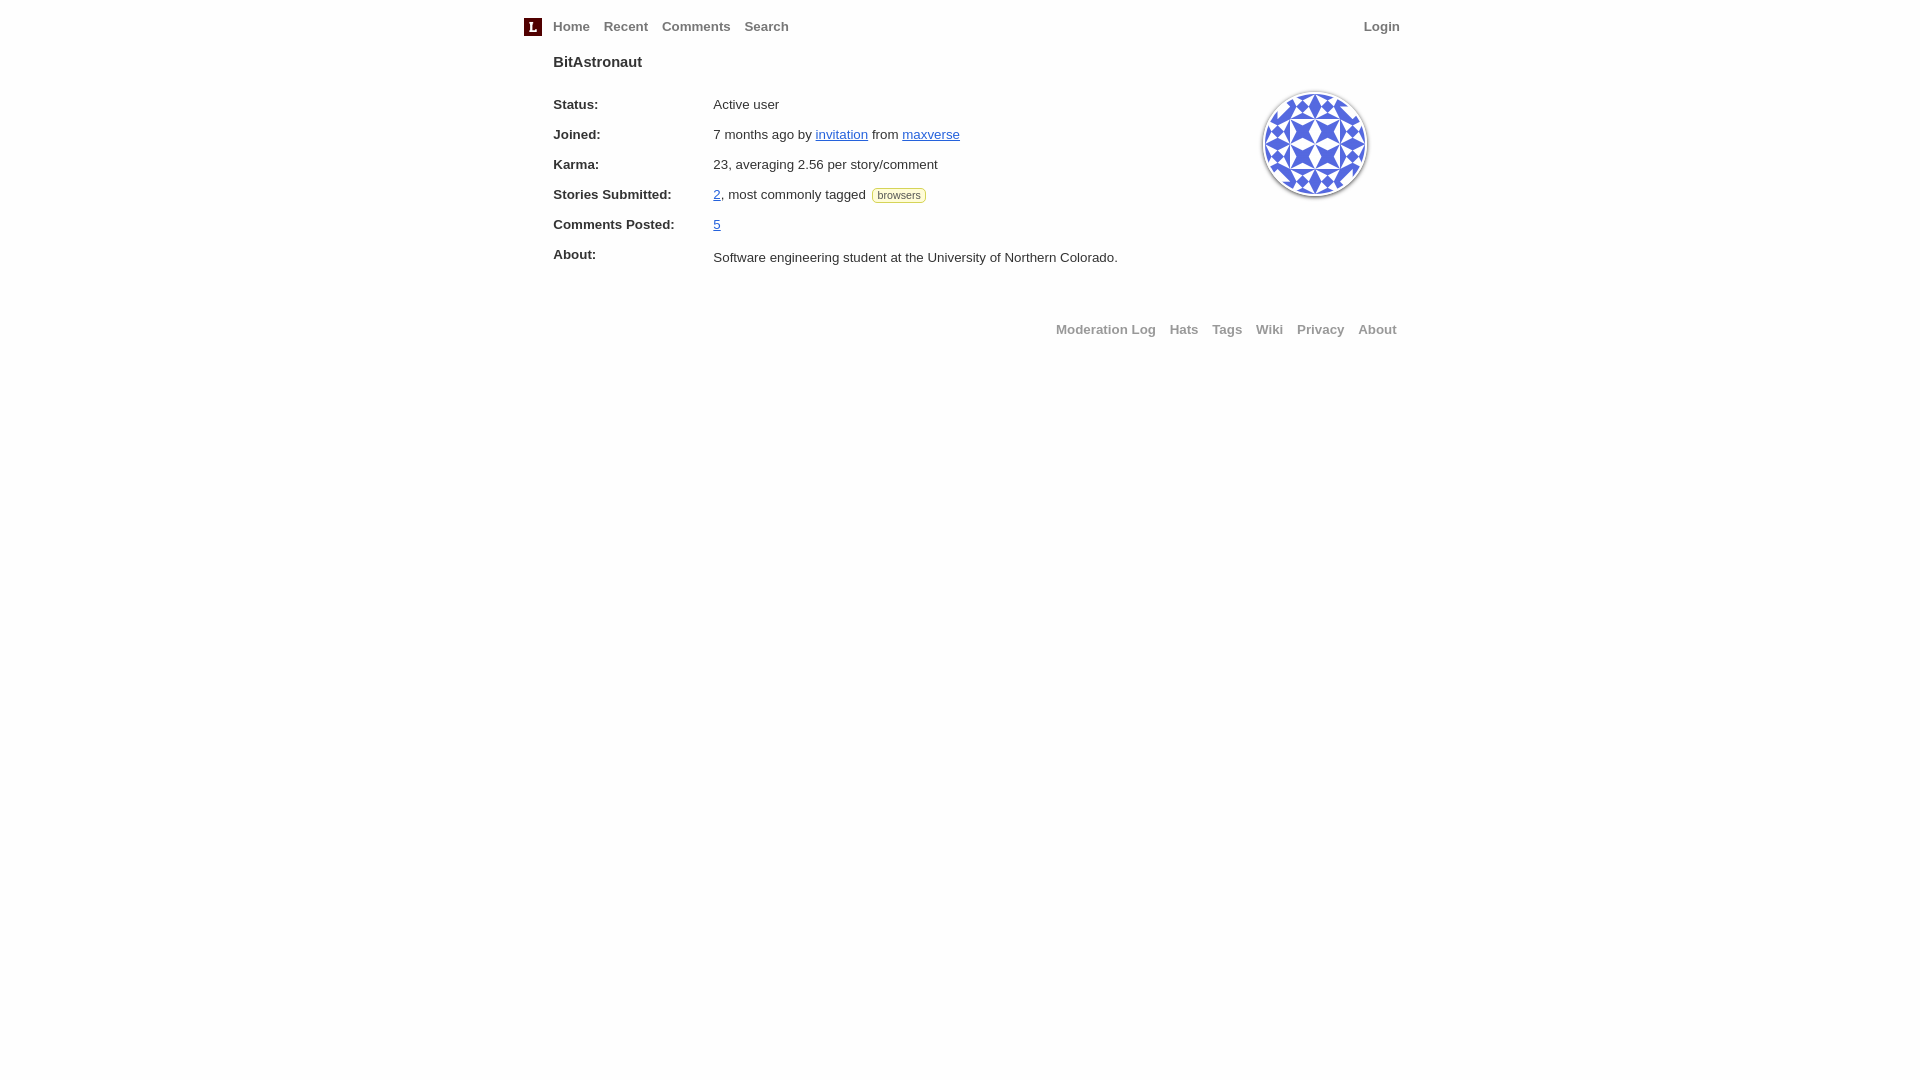 L Home Recent Comments Search Login
BitAstronaut
Status: Active user
Joined: 7 months ago by invitation from maxverse
Karma: 23, averaging 2.56 per story/comment
Stories Submitted: 2, most commonly tagged browsers
Comments Posted: 5
About: Software engineering student at the University of Northern Colorado.
Moderation Log Hats Tags Wiki Privacy About